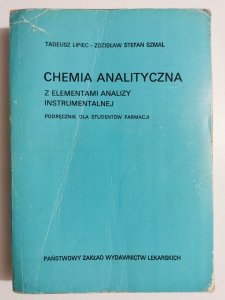 TADEUSZ LIPIEC - ZDZISŁAW STEFAN SZMAL
CHEMIA ANALITYCZNA
Z ELEMENTAMI ANALIZY
INSTRUMENTALNEJ
PODRĘCZNIK DLA STUDENTÓW FARMACJI
PAŃSTWOWY ZAKŁAD WYDAWNICTW LEKARSKICH